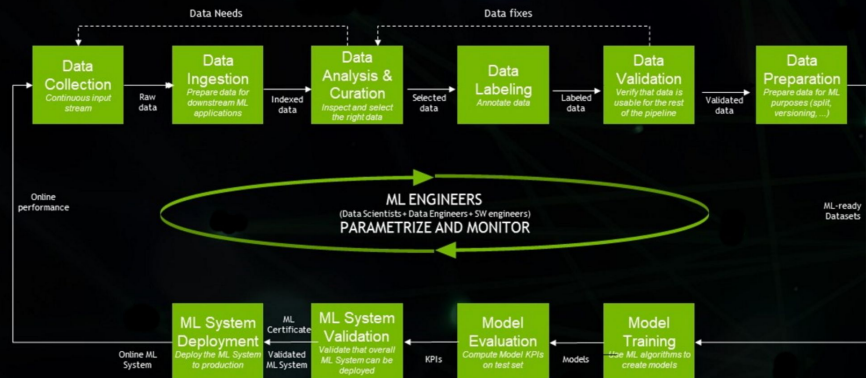 Data Needs
Data fixes
Data
Collection
Continuous input
stream
Raw
data
Data
Ingestion
Prepare data for
downstream ML
applications
Indexed
data
Data
Analysis &
Curation
Inspect and select
the right data
Selected
data
Data
Labeling
Annotate data
Labeled
data
Data
Validation
Verify that data is
usable for the rest
of the pipeline
Validated
data
Data
Preparation
Prepare data for ML
purposes (split,
versioning, ...)
Online
performance
ML ENGINEERS
(Data Scientists+ Data Engineers+ SW engineers)
PARAMETRIZE AND MONITOR
ML-ready
Datasets
Online ML
System
ML System
Deployment
Deploy the ML System
to production
ML
Certificate
Validated
ML System
ML System
Validation
Validate that overall
ML System can be
deployed
KPIs
Model
Evaluation
Compute Model KPIs
on test set
Models
Model
Training
Use ML algorithms to
create models